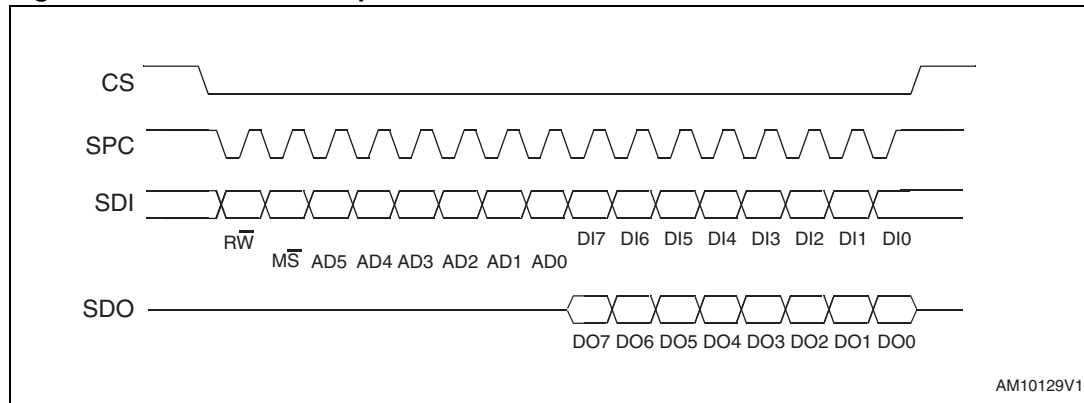 CS
SPC
SDI
RW̅ DI7 DI6 DI5 DI4 DI3 DI2 DI1 DI0
MS̅ AD5 AD4 AD3 AD2 AD1 AD0
SDO
DO7 DO6 DO5 DO4 DO3 DO2 DO1 DO0
AM10129V1